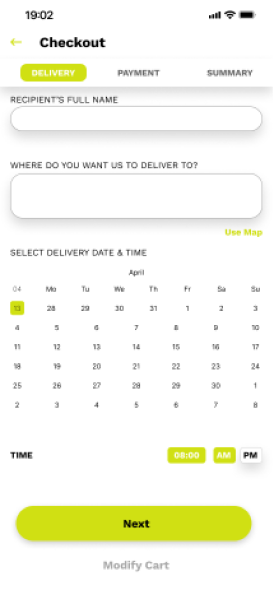 19:02
← Checkout
DELIVERY PAYMENT SUMMARY
RECIPIENT'S FULL NAME
WHERE DO YOU WANT US TO DELIVER TO?
Use Map
SELECT DELIVERY DATE & TIME
April
04 Mo Tu We Th Fr Sa Su
13 28 29 30 31 1 2 3
4 5 6 7 8 9 10
11 12 13 14 15 16 17
18 19 20 21 22 23 24
25 26 27 28 29 30 1
2 3 4 5 6 7 8
TIME 08:00 AM PM
Next
Modify Cart